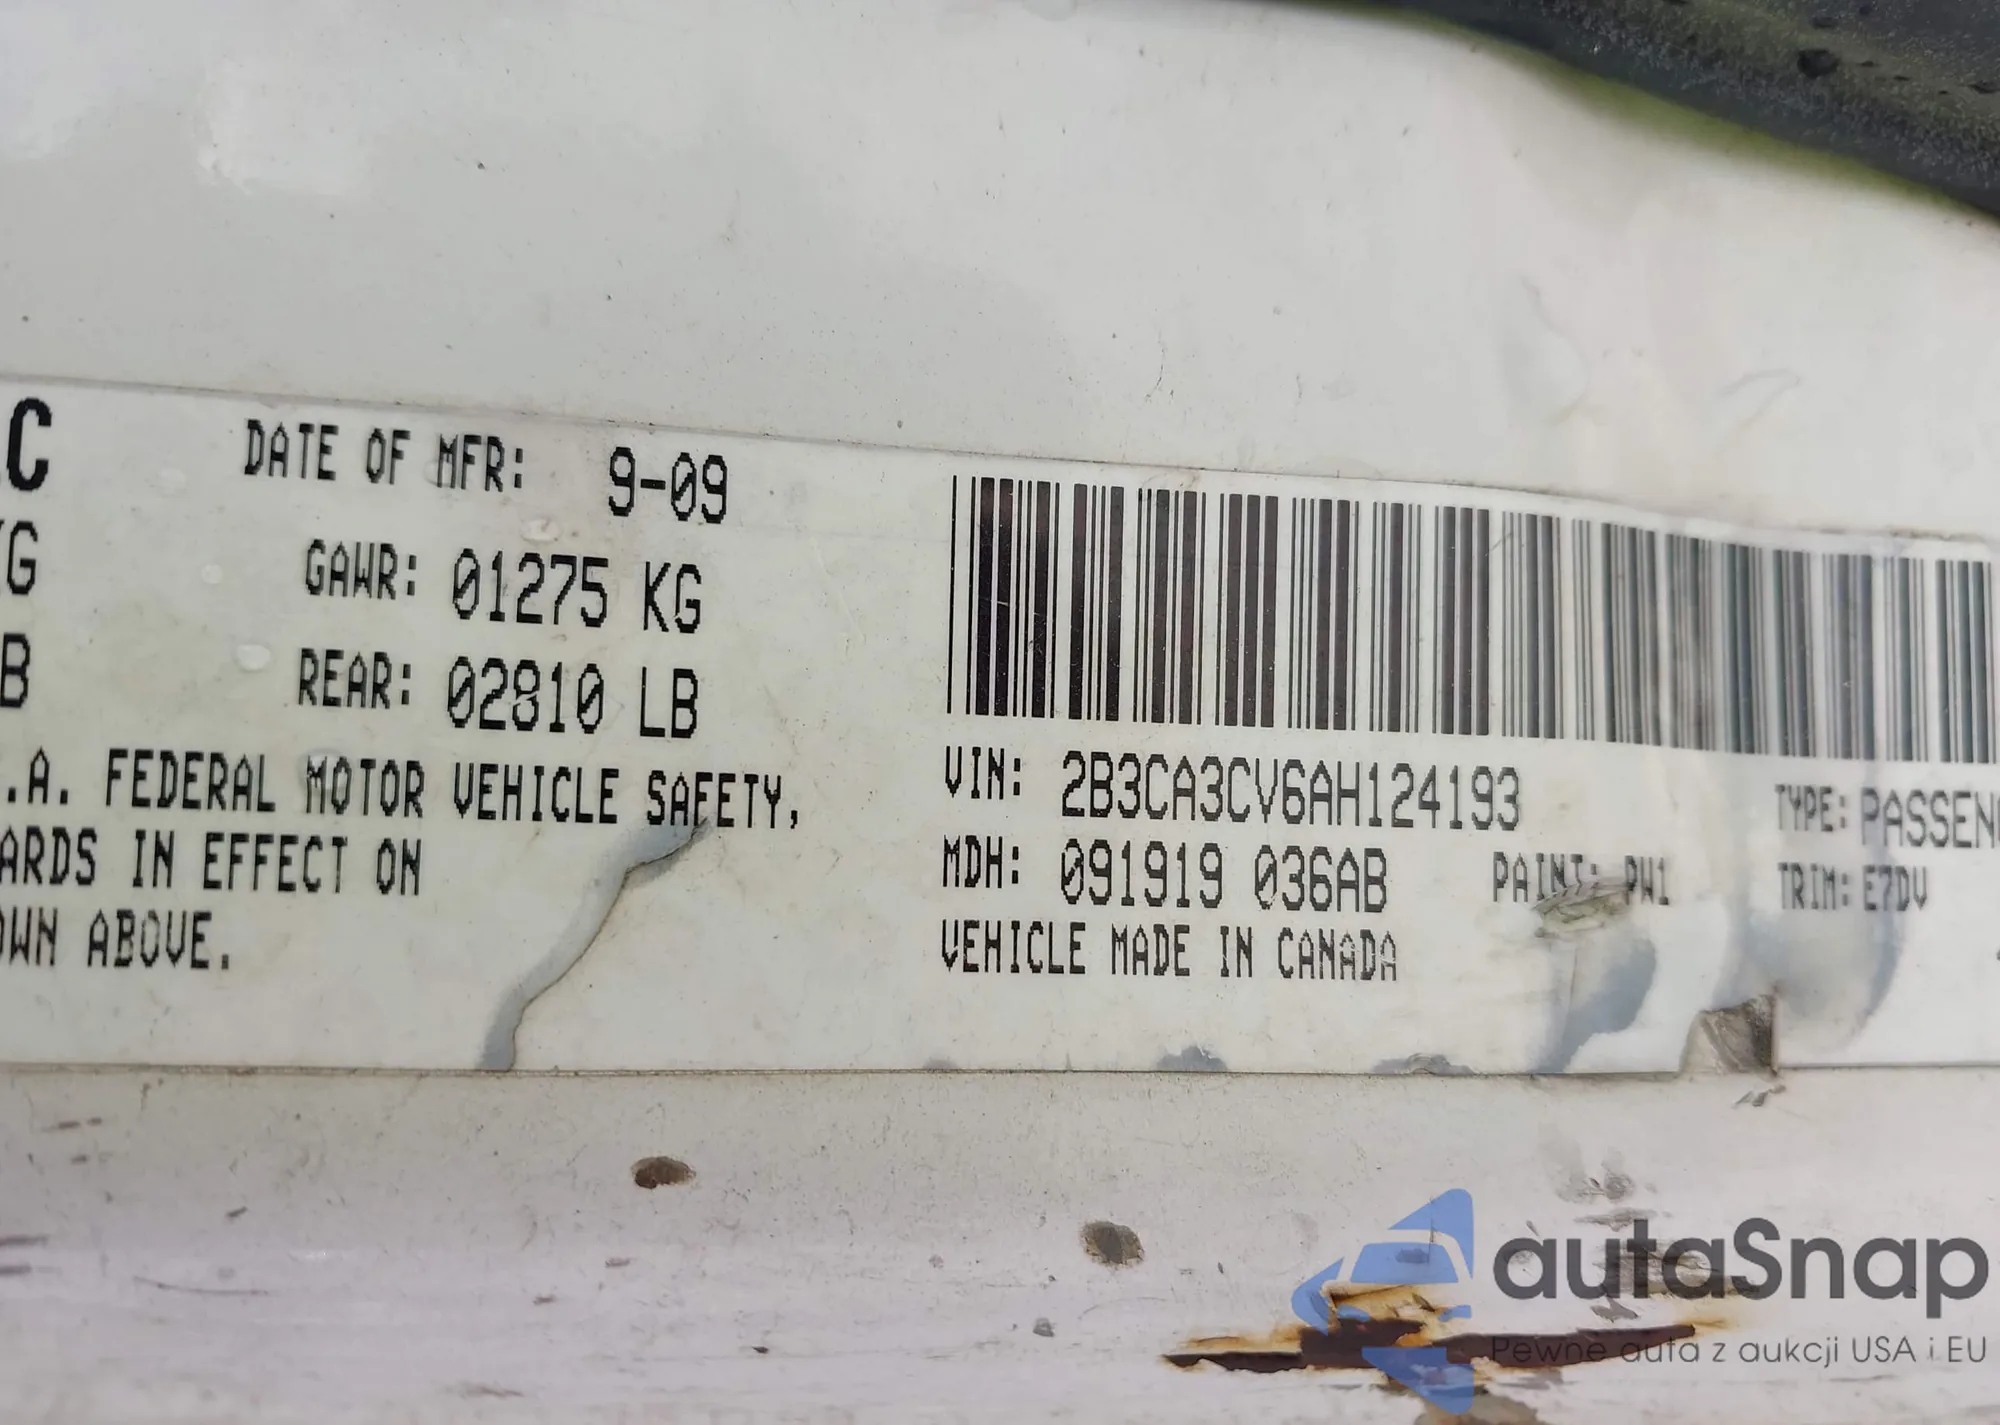 C
DATE OF MFR: 9-09
KG
GAWR: 01275 KG
B
REAR: 02810 LB
.A. FEDERAL MOTOR VEHICLE SAFETY,
ARDS IN EFFECT ON
OWN ABOVE.
VIN: 2B3CA3CV6AH124193
TYPE: PASSEN
MDH: 091919 036AB PAINT: PW1 TRIM: E7DV
VEHICLE MADE IN CANADA
autaSnap
Pewne auta z aukcji USA i EU